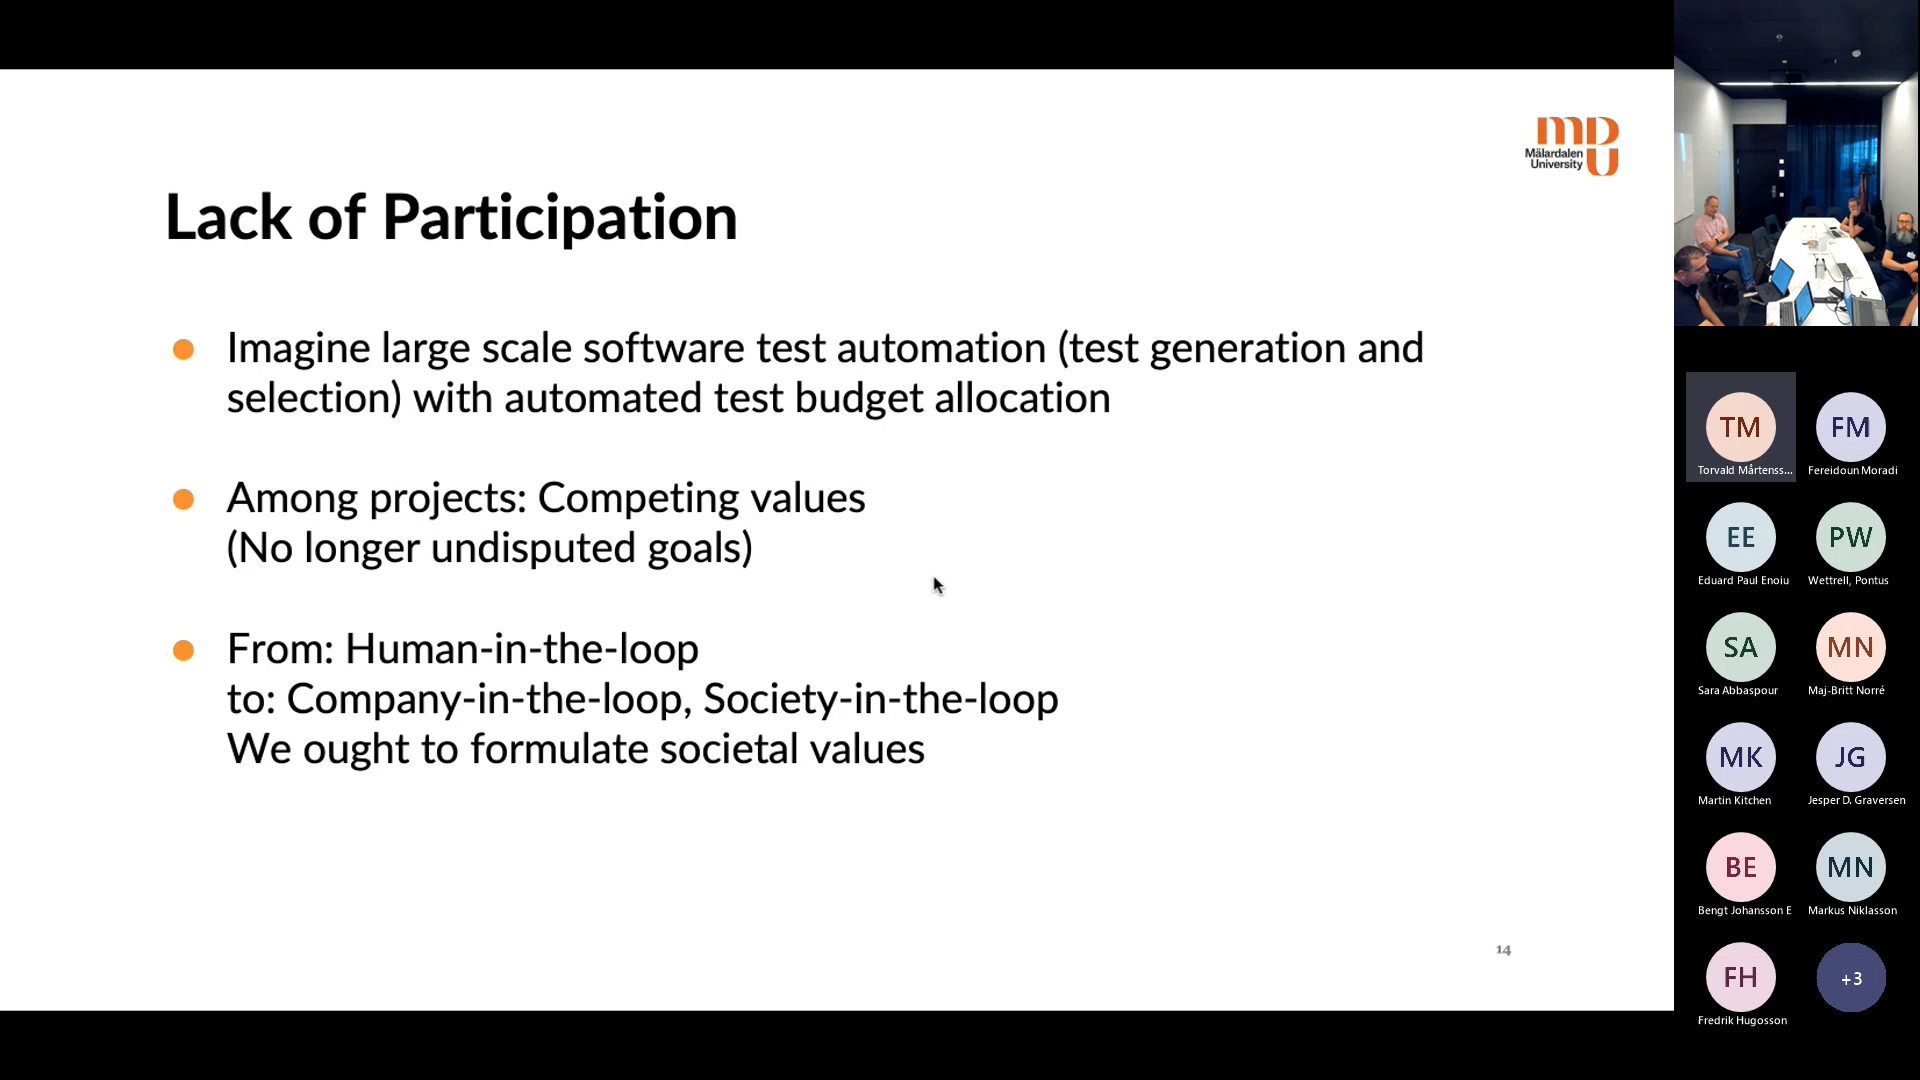 mdu
Mälardalen
University
Lack of Participation
Imagine large scale software test automation (test generation and
selection) with automated test budget allocation
Among projects: Competing values
(No longer undisputed goals)
From: Human-in-the-loop
to: Company-in-the-loop, Society-in-the-loop
We ought to formulate societal values
14
TM
Torvald Mårtenss...
FM
Fereidoun Moradi
EE
Eduard Paul Enoiu
PW
Wettrell, Pontus
SA
Sara Abbaspour
MN
Maj-Britt Norré
MK
Martin Kitchen
JG
Jesper D. Graversen
BE
Bengt Johansson E
MN
Markus Niklasson
FH
Fredrik Hugosson
+3